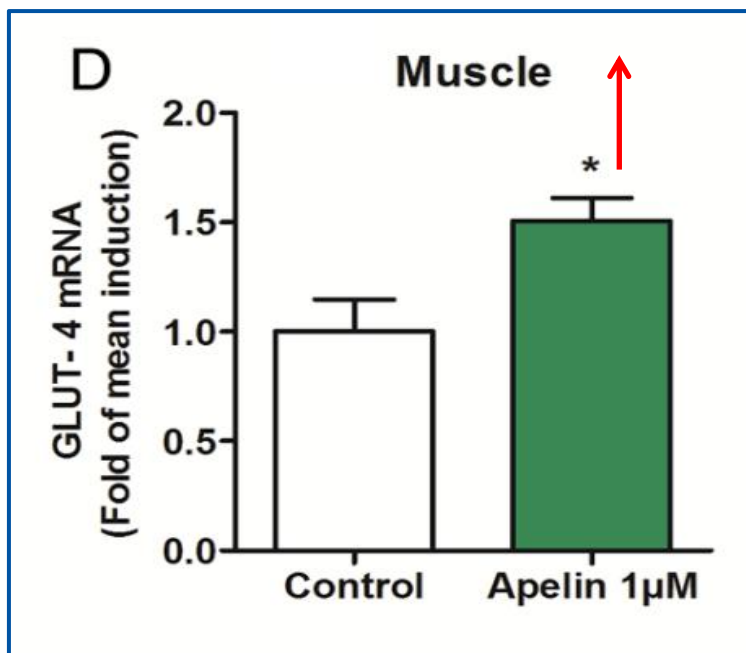 D
Muscle
GLUT- 4 mRNA
(Fold of mean induction)
2.0
1.5
1.0
0.5
0.0
*
Control
Apelin 1µM